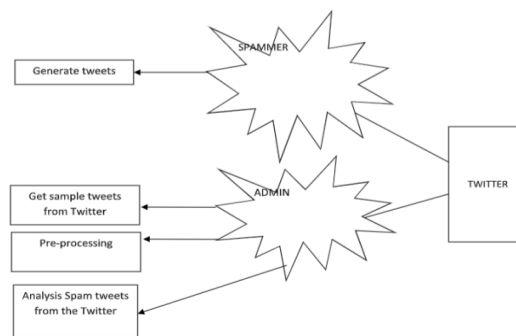 SPAMMER
Generate tweets
TWITTER
ADMIN
Get sample tweets
from Twitter
Pre-processing
Analysis Spam tweets
from the Twitter